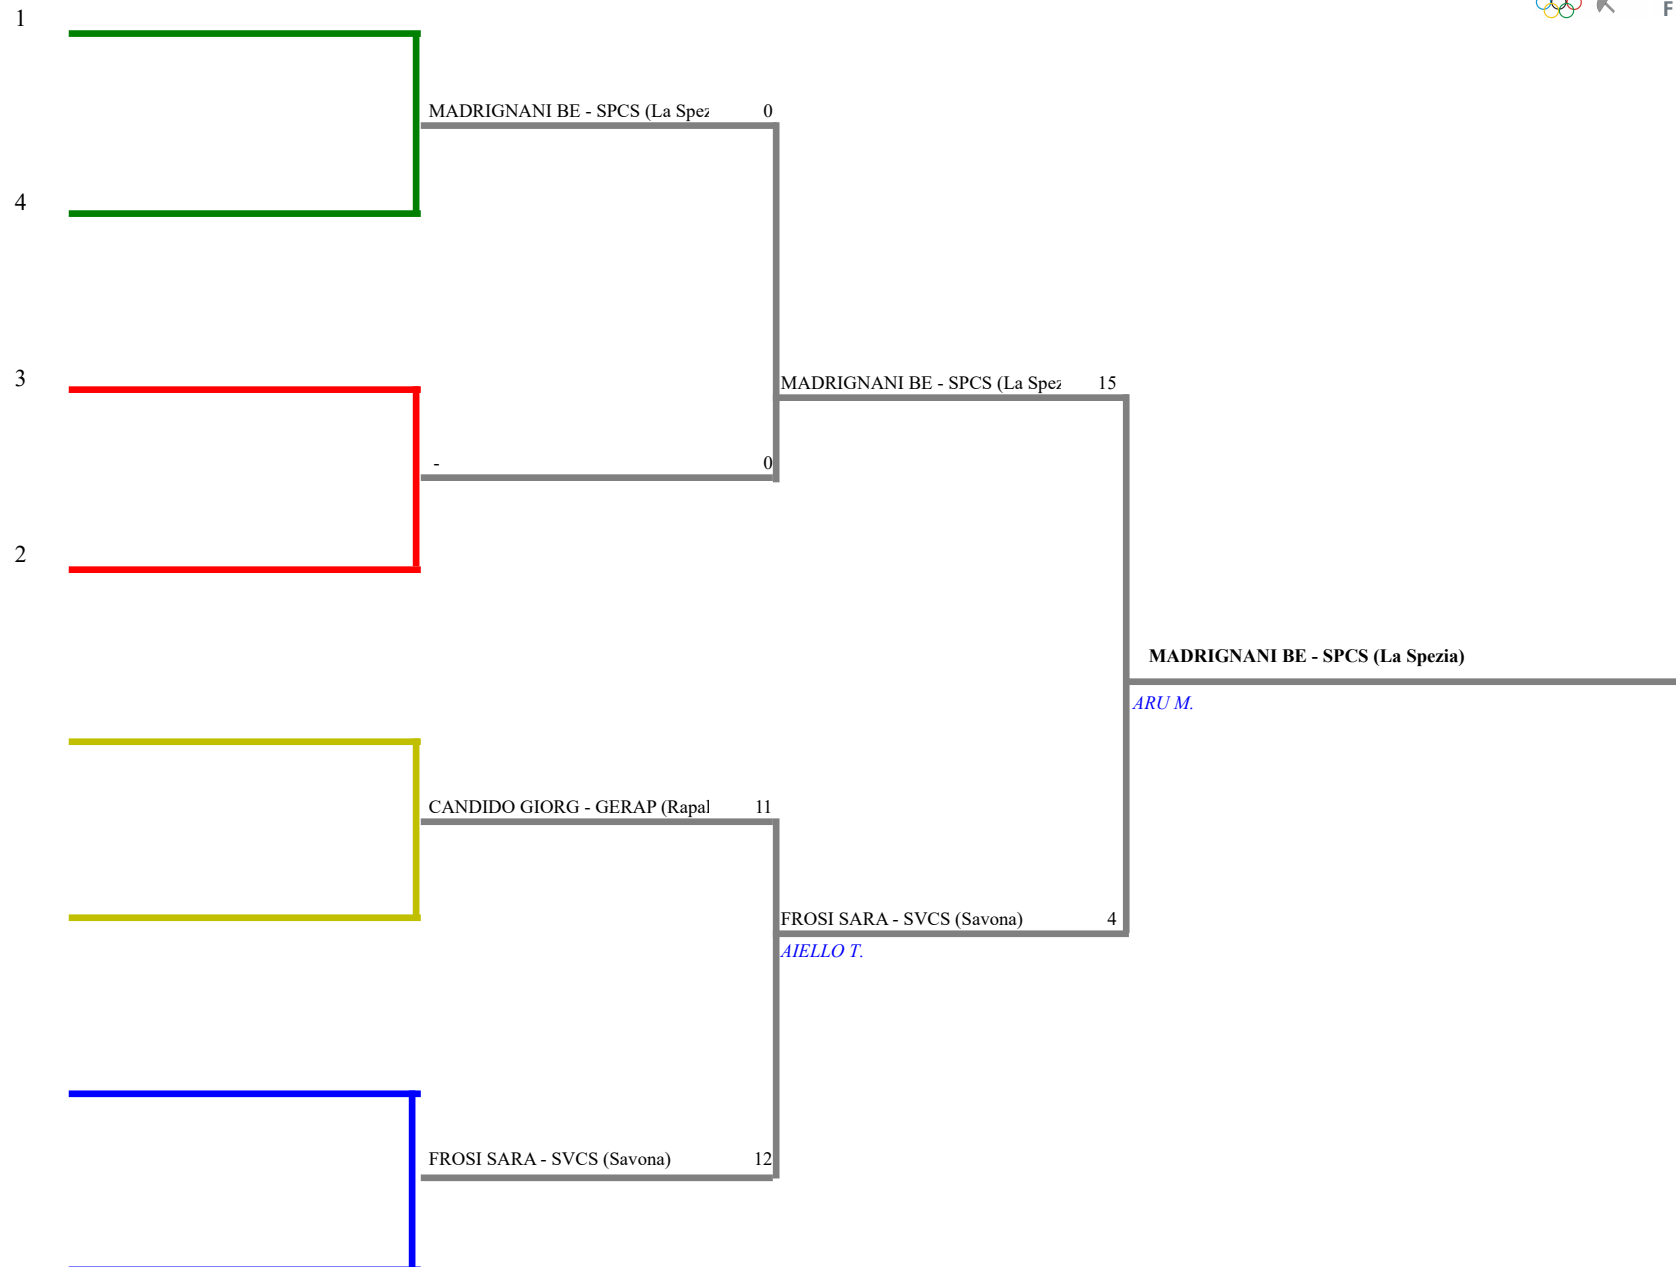 1
F
MADRIGNANI BE - SPCS (La Spez 0
4
3
MADRIGNANI BE - SPCS (La Spez 15
- 0
2
MADRIGNANI BE - SPCS (La Spezia)
ARU M.
CANDIDO GIORG - GERAP (Rapal 11
FROSI SARA - SVCS (Savona) 4
AIELLO T.
FROSI SARA - SVCS (Savona) 12